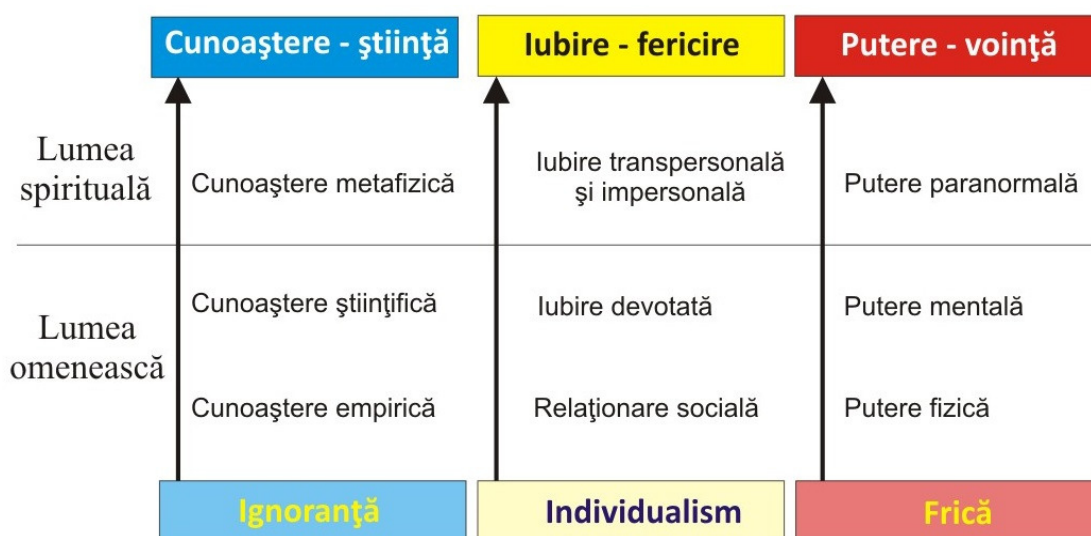 Cunoaştere - ştiinţă
Iubire - fericire
Putere - voinţă
Lumea
spirituală
Cunoaştere metafizică
Iubire transpersonală
şi impersonală
Putere paranormală
Lumea
omenească
Cunoaştere ştiinţifică
Iubire devotată
Putere mentală
Cunoaştere empirică
Relaţionare socială
Putere fizică
Ignoranţă
Individualism
Frică